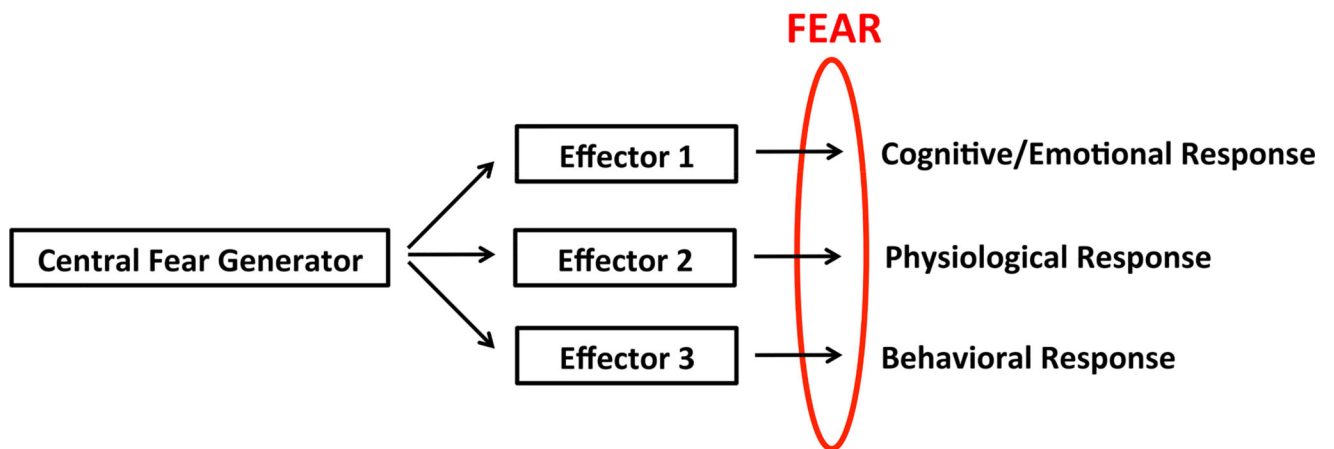 FEAR
Effector 1
Cognitive/Emotional Response
Central Fear Generator
Effector 2
Physiological Response
Effector 3
Behavioral Response